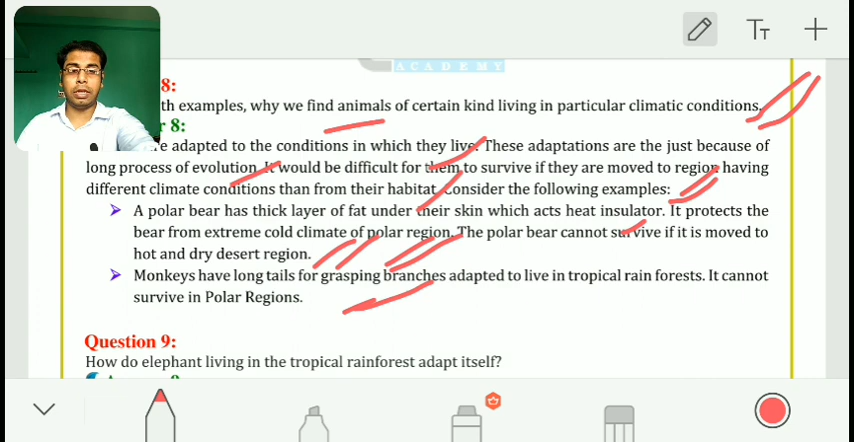 TT
ACADEMY
8:
th examples, why we find animals of certain kind living in particular climatic conditions.
r 8:
e adapted to the conditions in which they live. These adaptations are the just because of
long process of evolution. It would be difficult for them to survive if they are moved to region having
different climate conditions than from their habitat. Consider the following examples:
➤ A polar bear has thick layer of fat under their skin which acts heat insulator. It protects the
bear from extreme cold climate of polar region. The polar bear cannot survive if it is moved to
hot and dry desert region.
➤ Monkeys have long tails for grasping branches adapted to live in tropical rain forests. It cannot
survive in Polar Regions.
Question 9:
How do elephant living in the tropical rainforest adapt itself?